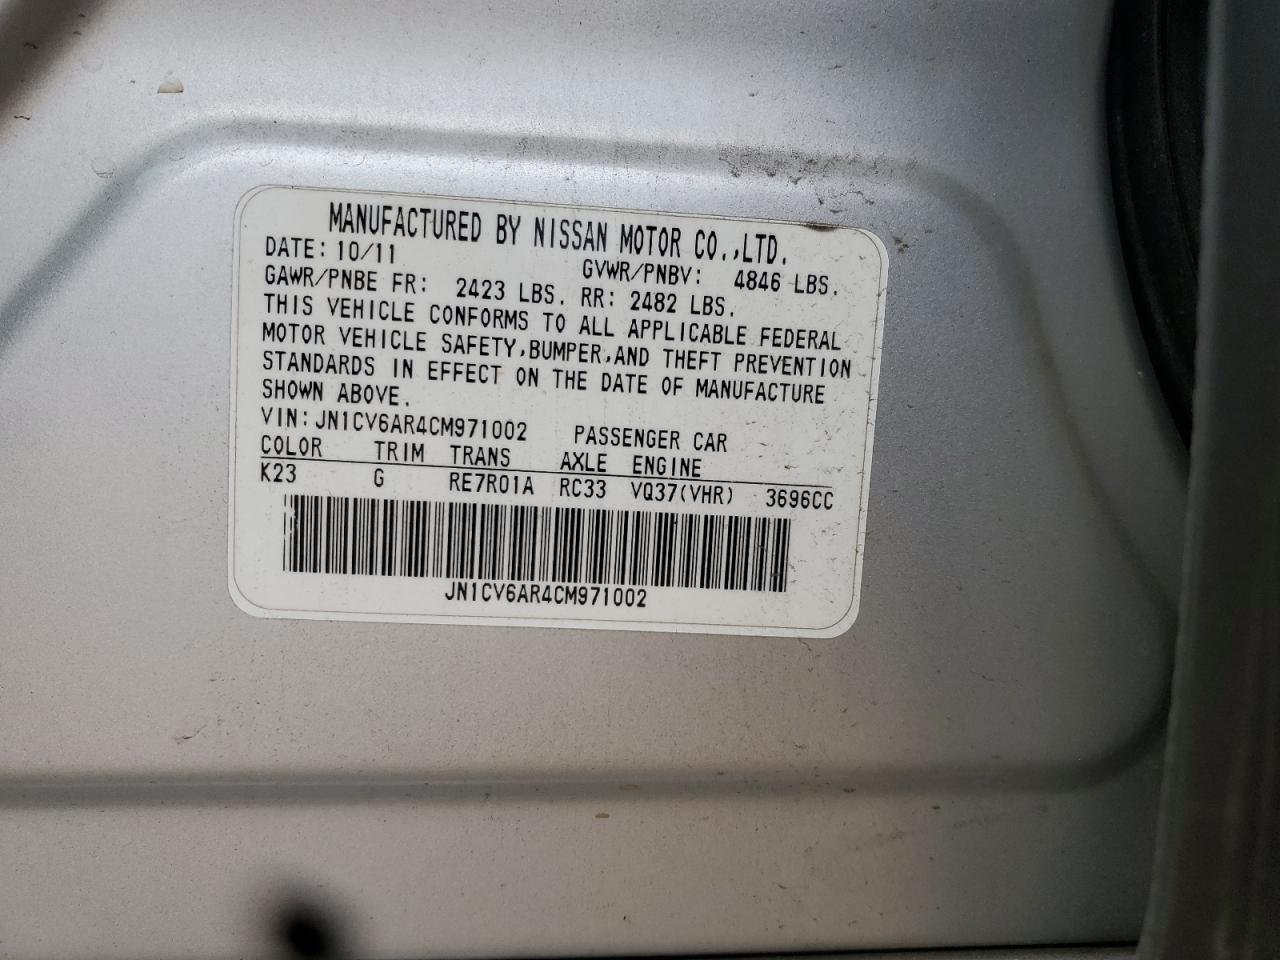 MANUFACTURED BY NISSAN MOTOR CO.,LTD.
DATE: 10/11 GVWR/PNBV: 4846 LBS.
GAWR/PNBE FR: 2423 LBS. RR: 2482 LBS.
THIS VEHICLE CONFORMS TO ALL APPLICABLE FEDERAL
MOTOR VEHICLE SAFETY,BUMPER,AND THEFT PREVENTION
STANDARDS IN EFFECT ON THE DATE OF MANUFACTURE
SHOWN ABOVE.
VIN: JN1CV6AR4CM971002 PASSENGER CAR
COLOR TRIM TRANS AXLE ENGINE
K23 G RE7R01A RC33 VQ37(VHR) 3696CC
JN1CV6AR4CM971002